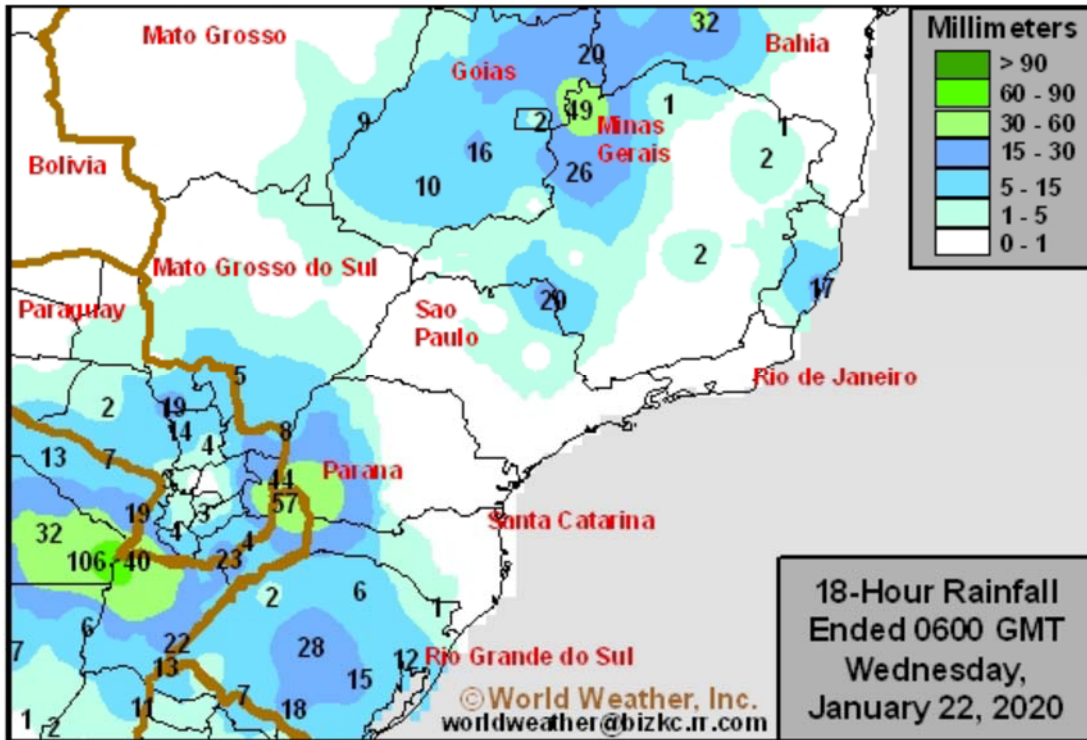 Mato Grosso
Goias
20
32
Bahia
Millimeters
> 90
60 - 90
30 - 60
15 - 30
5 - 15
1 - 5
0 - 1
9
2
49
1
1
Minas
Gerais
Bolivia
16
2
10
26
Mato Grosso do Sul
2
Paraguay
Sao
Paulo
20
17
5
Rio de Janeiro
2
19
14
4
8
13
7
3
Parana
44
57
19
3
4
Santa Catarina
32
4
106
40
23
2
6
1
6
22
28
7
13
12
Rio Grande do Sul
15
7
11
18
1
2
©World Weather, Inc.
worldweather@bizkc.rr.com
18-Hour Rainfall
Ended 0600 GMT
Wednesday,
January 22, 2020